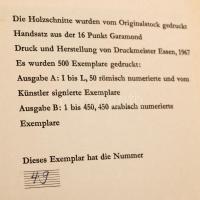 Die Holzschnitte wurden vom Originalstock gedruckt
Handsatz aus der 16 Punkt Garamond
Druck und Herstellung von Druckmeister Essen, 1967
Es wurden 500 Exemplare gedruckt:
Ausgabe A: I bis L, 50 römisch numerierte und vom
Künstler signierte Exemplare
Ausgabe B: 1 bis 450, 450 arabisch numerierte
Exemplare
Dieses Exemplar hat die Nummer
49